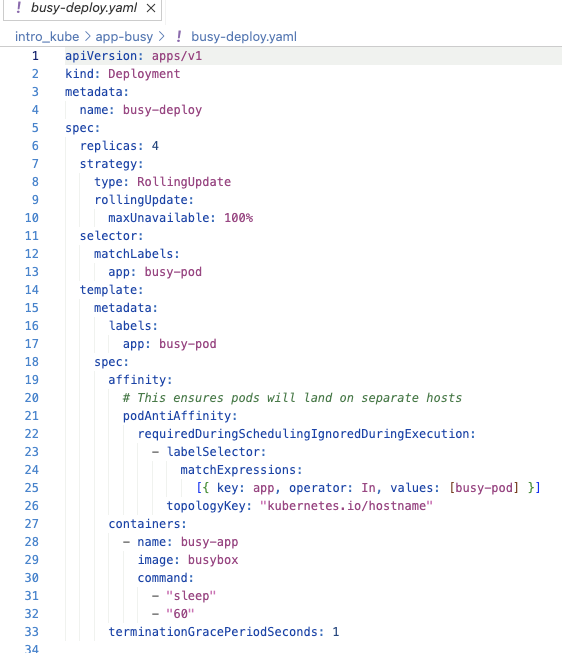 ! busy-deploy.yaml ×
intro_kube > app-busy > ! busy-deploy.yaml
1 apiVersion: apps/v1
2 kind: Deployment
3 metadata:
4   name: busy-deploy
5 spec:
6   replicas: 4
7   strategy:
8     type: RollingUpdate
9     rollingUpdate:
10       maxUnavailable: 100%
11   selector:
12     matchLabels:
13       app: busy-pod
14   template:
15     metadata:
16       labels:
17         app: busy-pod
18     spec:
19       affinity:
20         # This ensures pods will land on separate hosts
21         podAntiAffinity:
22           requiredDuringSchedulingIgnoredDuringExecution:
23             - labelSelector:
24                 matchExpressions:
25                   [{ key: app, operator: In, values: [busy-pod] }]
26               topologyKey: "kubernetes.io/hostname"
27       containers:
28         - name: busy-app
29           image: busybox
30           command:
31             - "sleep"
32             - "60"
33       terminationGracePeriodSeconds: 1
34